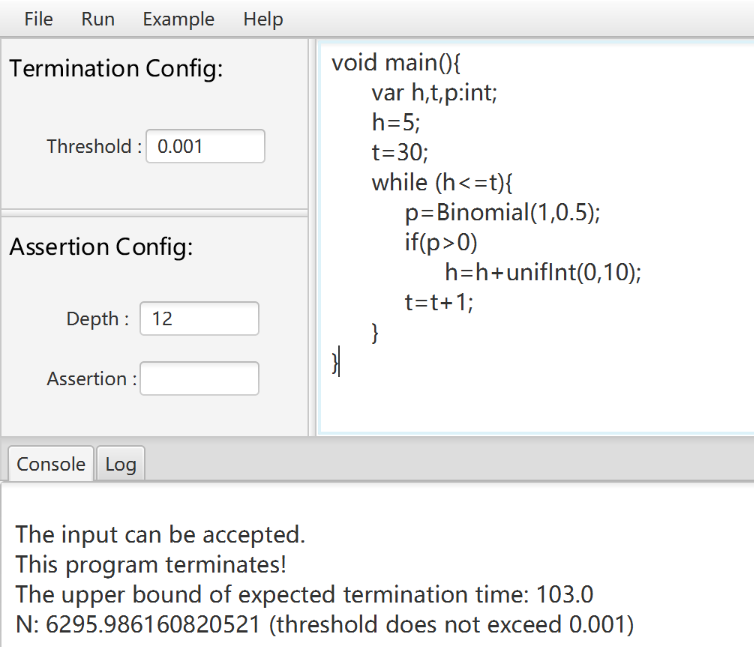 File Run Example Help
Termination Config:
Threshold : 0.001
Assertion Config:
Depth : 12
Assertion :
void main(){
var h,t,p:int;
h=5;
t=30;
while (h<=t){
p=Binomial(1,0.5);
if(p>0)
h=h+unifInt(0,10);
t=t+1;
}
}
Console Log
The input can be accepted.
This program terminates!
The upper bound of expected termination time: 103.0
N: 6295.986160820521 (threshold does not exceed 0.001)